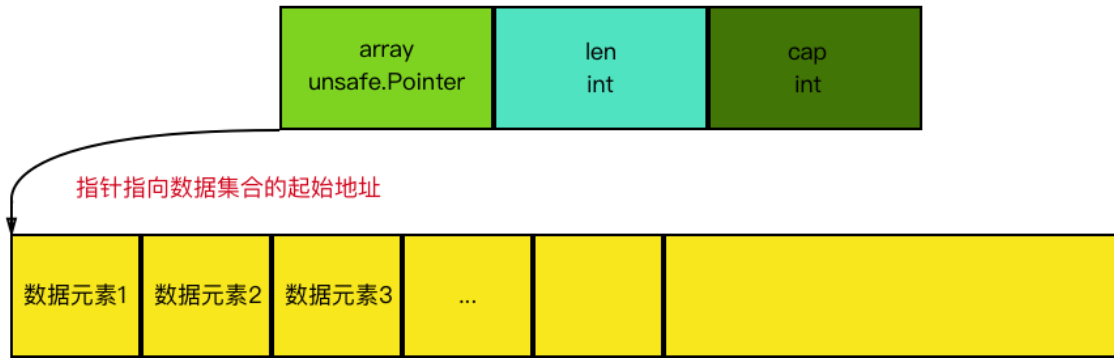 array
unsafe.Pointer
len
int
cap
int
指针指向数据集合的起始地址
数据元素1
数据元素2
数据元素3
...